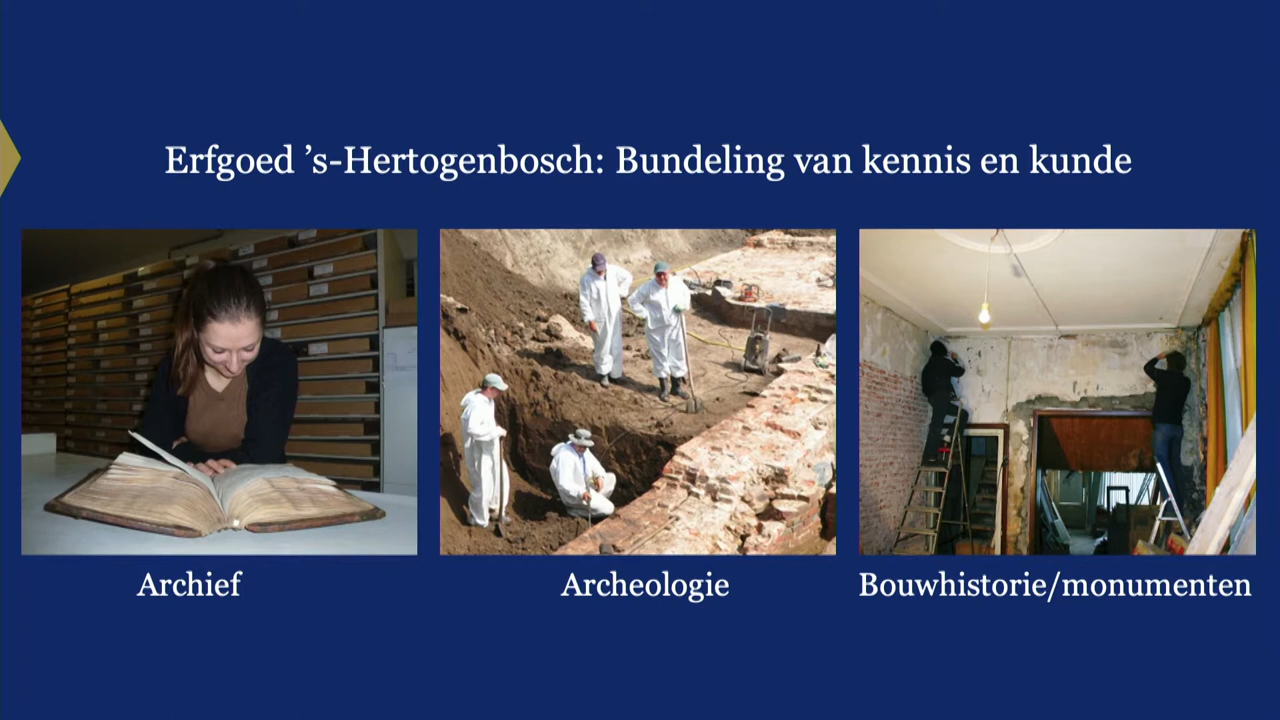 Erfgoed ’s-Hertogenbosch: Bundeling van kennis en kunde
Archief
Archeologie
Bouwhistorie/monumenten